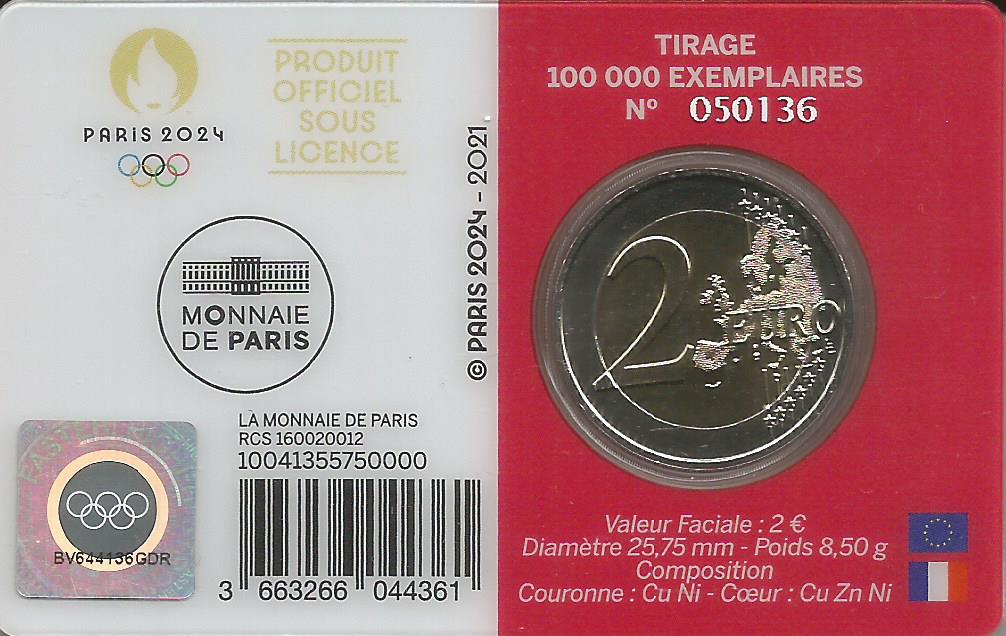 PARIS 2024
PRODUIT
OFFICIEL
SOUS
LICENCE
MONNAIE
DE PARIS
© PARIS 2024 - 2021
LA MONNAIE DE PARIS
RCS 160020012
10041355750000
BV644136GDR
3 663266 044361
TIRAGE
100 000 EXEMPLAIRES
Nº 050136
2 EURO
Valeur Faciale : 2 €
Diamètre 25,75 mm - Poids 8,50 g
Composition
Couronne : Cu Ni - Cœur : Cu Zn Ni